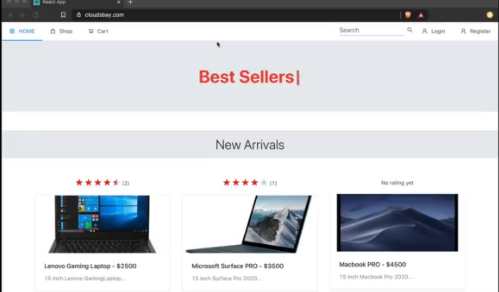 React App
cloudsbay.com
HOME Shop Cart Search Login Register
Best Sellers
New Arrivals
(2) (1) No rating yet
Lenovo Gaming Laptop - $2500 Microsoft Surface PRO - $3500 Macbook PRO - $4500
15 inch Lenovo GamingLaptop... 15 inch Surface Pro 2020... 15 inch Macbook Pro 2020...